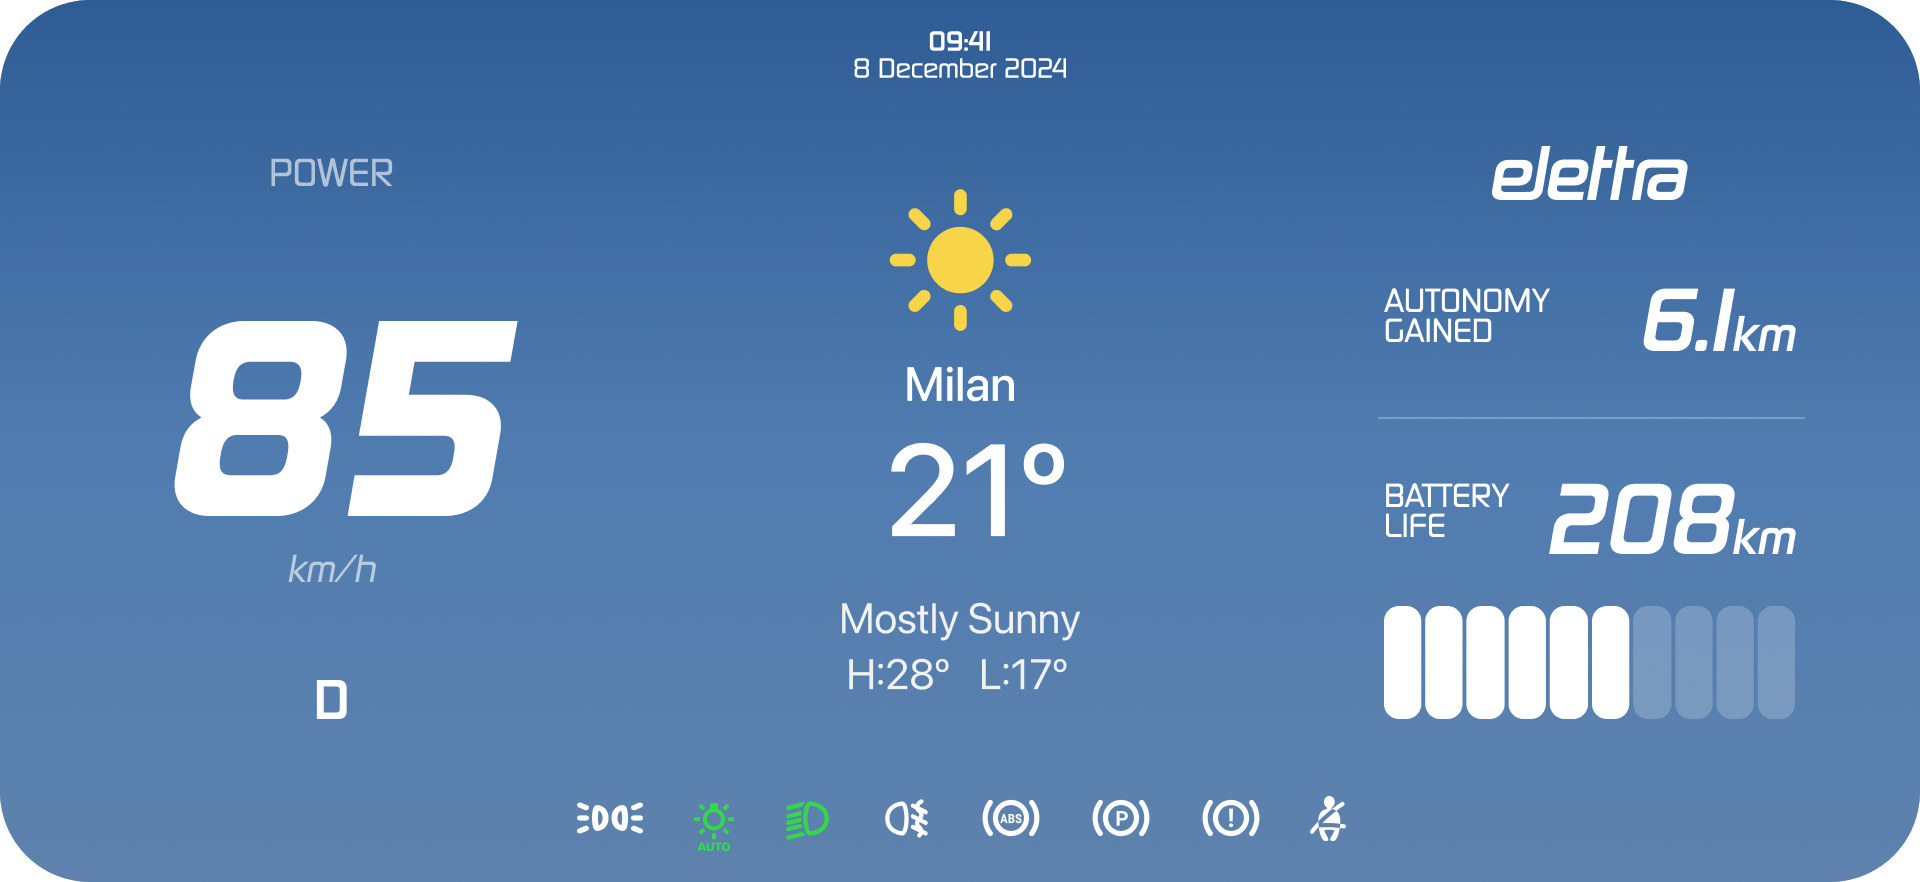 09:41
8 December 2024
POWER
85
km/h
D
Milan
21°
Mostly Sunny
H:28° L:17°
elettra
AUTONOMY
GAINED
6.1km
BATTERY
LIFE
208km
AUTO
ABS
P
!